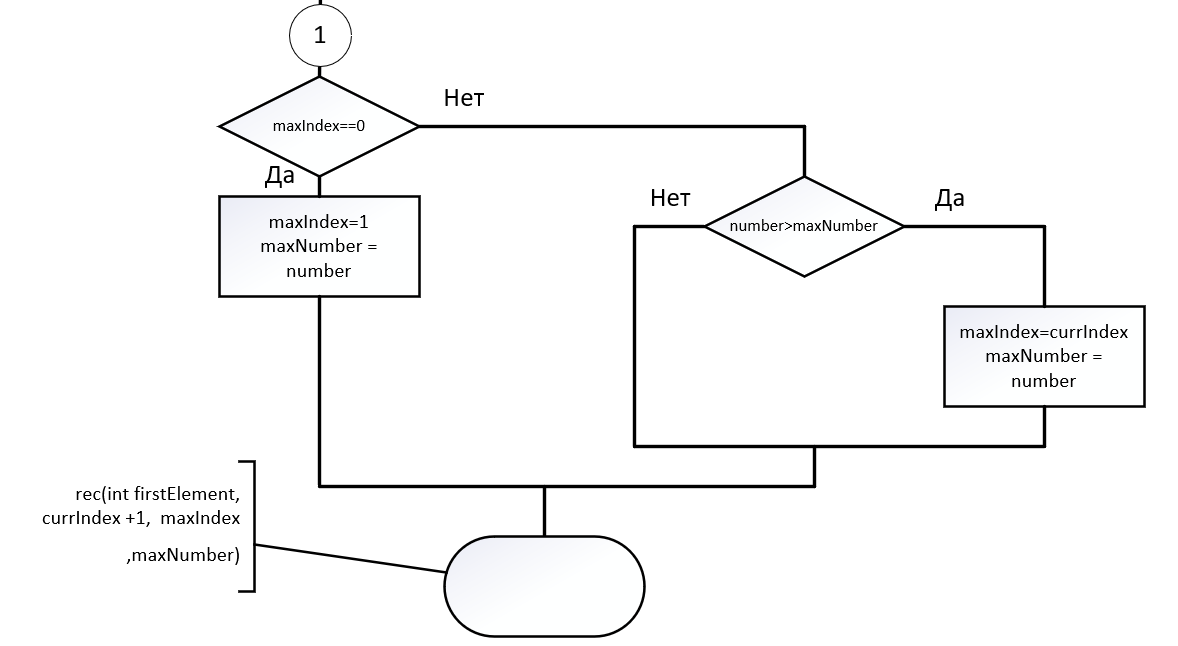 1
Нет
maxIndex==0
Да
maxIndex=1
maxNumber =
number
Нет
Да
number>maxNumber
maxIndex=currIndex
maxNumber =
number
rec(int firstElement,
currIndex +1, maxIndex
,maxNumber)